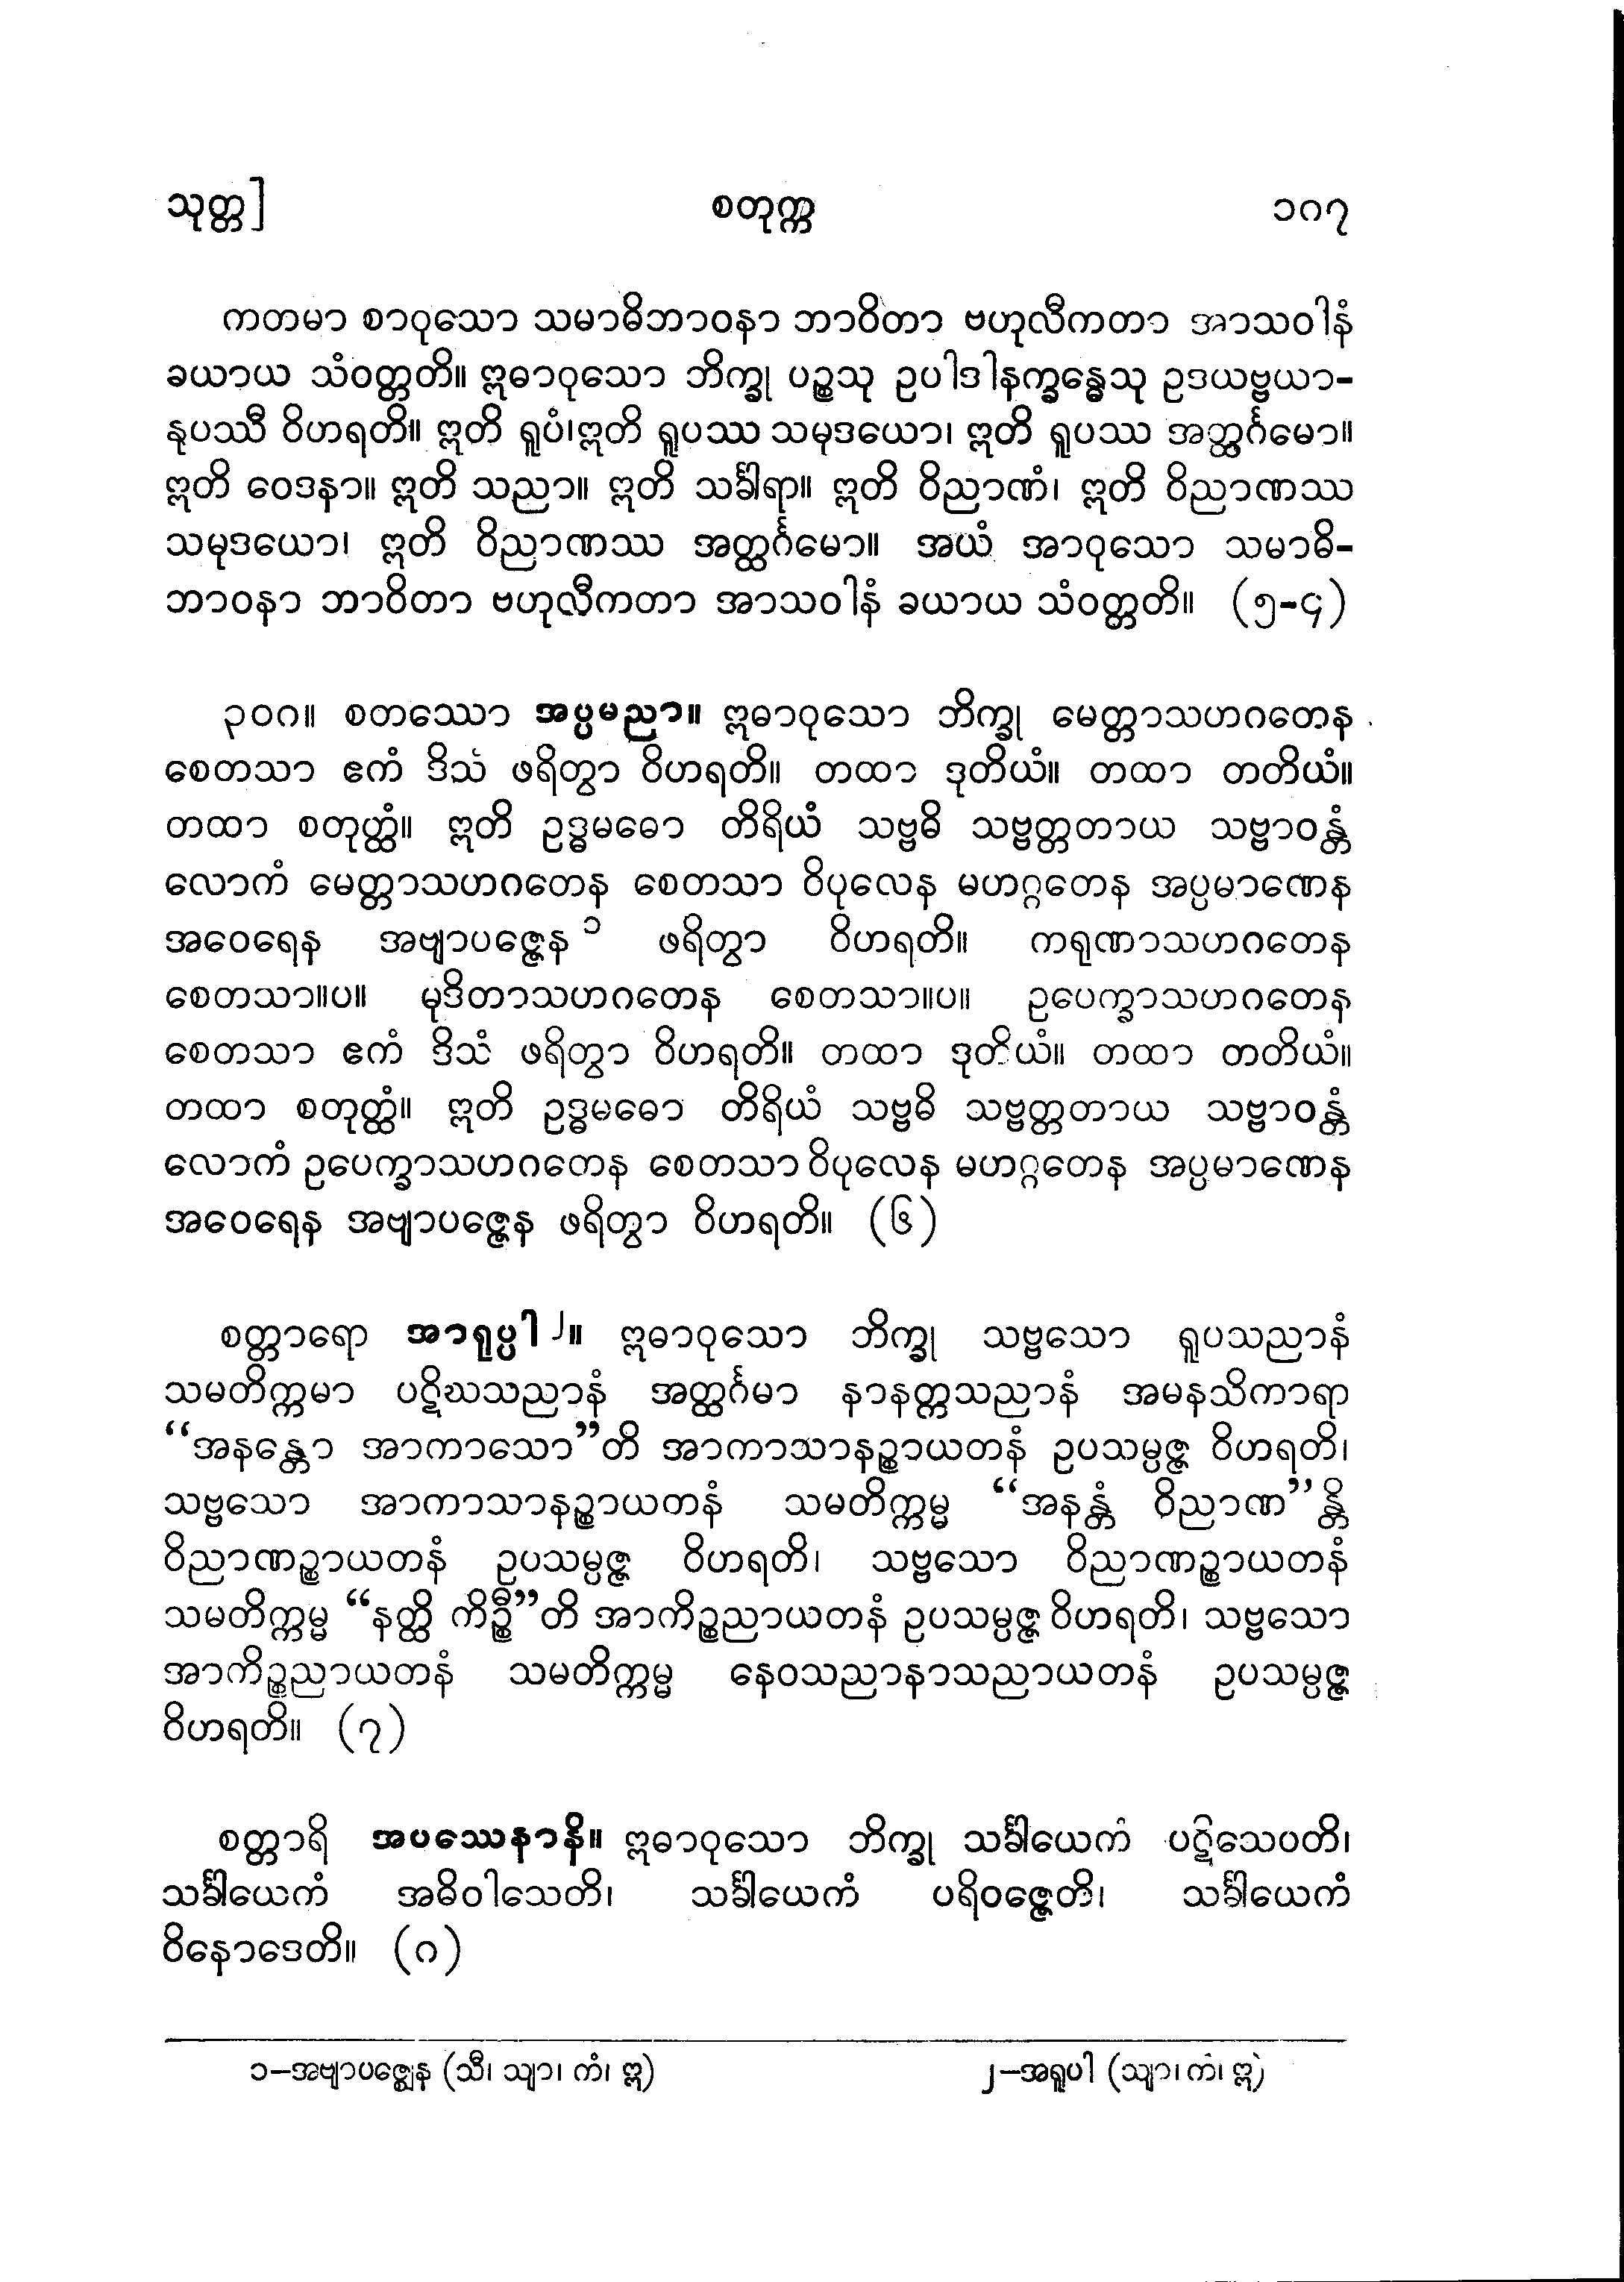 သုတ္တ] စတုက္က ၁၈၇
ကတမာ စာဝုသော သမာဓိဘာဝနာ ဘာဝိတာ ဗဟုလီကတာ အာသဝါနံ
ခယာယ သံဝတ္တတိ။ ဣဓာဝုသော ဘိက္ခု ပဉ္စသု ဥပါဒါနက္ခန္ဓေသု ဥဒယဗ္ဗယာ-
နုပဿီ ဝိဟရတိ။ ဣတိ ရူပံ၊ ဣတိ ရူပဿ သမုဒယော၊ ဣတိ ရူပဿ အတ္ထင်္ဂမော။
ဣတိ ဝေဒနာ။ ဣတိ သညာ။ ဣတိ သင်္ခါရာ။ ဣတိ ဝိညာဏံ၊ ဣတိ ဝိညာဏဿ
သမုဒယော၊ ဣတိ ဝိညာဏဿ အတ္ထင်္ဂမော။ အယံ အာဝုသော သမာဓိ-
ဘာဝနာ ဘာဝိတာ ဗဟုလီကတာ အာသဝါနံ ခယာယ သံဝတ္တတိ။ (၅-၄)
၃၀၈။ စတဿော အပ္ပမညာ။ ဣဓာဝုသော ဘိက္ခု မေတ္တာသဟဂတေန
စေတသာ ဧကံ ဒိသံ ဖရိတွာ ဝိဟရတိ။ တထာ ဒုတိယံ။ တထာ တတိယံ။
တထာ စတုတ္ထံ။ ဣတိ ဥဒ္ဓမဓော တိရိယံ သဗ္ဗဓိ သဗ္ဗတ္တတာယ သဗ္ဗာဝန္တံ
လောကံ မေတ္တာသဟဂတေန စေတသာ ဝိပုလေန မဟဂ္ဂတေန အပ္ပမာဏေန
အဝေရေန အဗျာပဇ္ဇေန ၁ ဖရိတွာ ဝိဟရတိ။ ကရုဏာသဟဂတေန
စေတသာ။ပ။ မုဒိတာသဟဂတေန စေတသာ။ပ။ ဥပေက္ခာသဟဂတေန
စေတသာ ဧကံ ဒိသံ ဖရိတွာ ဝိဟရတိ။ တထာ ဒုတိယံ။ တထာ တတိယံ။
တထာ စတုတ္ထံ။ ဣတိ ဥဒ္ဓမဓော တိရိယံ သဗ္ဗဓိ သဗ္ဗတ္တတာယ သဗ္ဗာဝန္တံ
လောကံ ဥပေက္ခာသဟဂတေန စေတသာ ဝိပုလေန မဟဂ္ဂတေန အပ္ပမာဏေန
အဝေရေန အဗျာပဇ္ဇေန ဖရိတွာ ဝိဟရတိ။ (၆)
စတ္တာရော အာရုပ္ပါ ၂။ ဣဓာဝုသော ဘိက္ခု သဗ္ဗသော ရူပသညာနံ
သမတိက္ကမာ ပဋိဃသညာနံ အတ္ထင်္ဂမာ နာနတ္တသညာနံ အမနသိကာရာ
“အနန္တော အာကာသော”တိ အာကာသာနဉ္စာယတနံ ဥပသမ္ပဇ္ဇ ဝိဟရတိ၊
သဗ္ဗသော အာကာသာနဉ္စာယတနံ သမတိက္ကမ္မ “အနန္တံ ဝိညာဏ”န္တိ
ဝိညာဏဉ္စာယတနံ ဥပသမ္ပဇ္ဇ ဝိဟရတိ၊ သဗ္ဗသော ဝိညာဏဉ္စာယတနံ
သမတိက္ကမ္မ “နတ္ထိ ကိဉ္စီ”တိ အာကိဉ္စညာယတနံ ဥပသမ္ပဇ္ဇ ဝိဟရတိ၊ သဗ္ဗသော
အာကိဉ္စညာယတနံ သမတိက္ကမ္မ နေဝသညာနာသညာယတနံ ဥပသမ္ပဇ္ဇ
ဝိဟရတိ။ (၇)
စတ္တာရိ အပဿေနာနိ။ ဣဓာဝုသော ဘိက္ခု သင်္ခါယေကံ ပဋိသေဝတိ၊
သင်္ခါယေကံ အဓိဝါသေတိ၊ သင်္ခါယေကံ ပရိဝဇ္ဇေတိ၊ သင်္ခါယေကံ
ဝိနောဒေတိ။ (၈)
၁-အဗျာပဇ္ဈေန (သီ၊ သျာ၊ ကံ၊ ဣ) ၂-အရူပါ (သျာ၊ ကံ၊ ဣ)